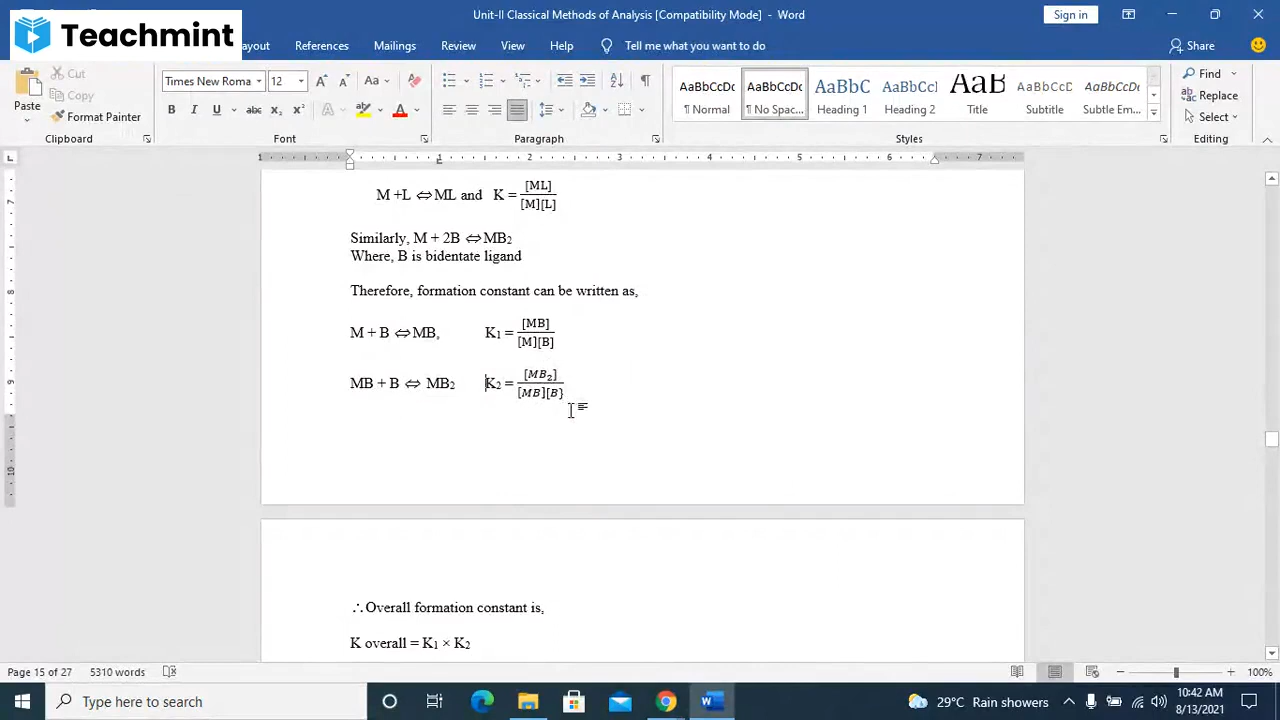 Unit-II Classical Methods of Analysis [Compatibility Mode] - Word
Sign in
Teachmint
ayout
References
Mailings
Review
View
Help
Tell me what you want to do
Share
Paste
Cut
Copy
Format Painter
Clipboard
Times New Roma
12
Font
Paragraph
AaBbCcDc
¶ Normal
AaBbCcDc
¶ No Spac...
AaBbC
Heading 1
AaBbCc
Heading 2
AaB
Title
AaBbCcD
Subtitle
AaBbCcDt
Subtle Em...
Styles
Find
Replace
Select
Editing
M +L ⇔ ML and K = [ML]/[M][L]
Similarly, M + 2B ⇔ MB₂
Where, B is bidentate ligand
Therefore, formation constant can be written as,
M + B ⇔ MB, K₁ = [MB]/[M][B]
MB + B ⇔ MB₂ K₂ = [MB₂]/[MB][B}
∴ Overall formation constant is,
K overall = K₁ × K₂
Page 15 of 27 5310 words
100%
Type here to search
29°C Rain showers
10:42 AM
8/13/2021